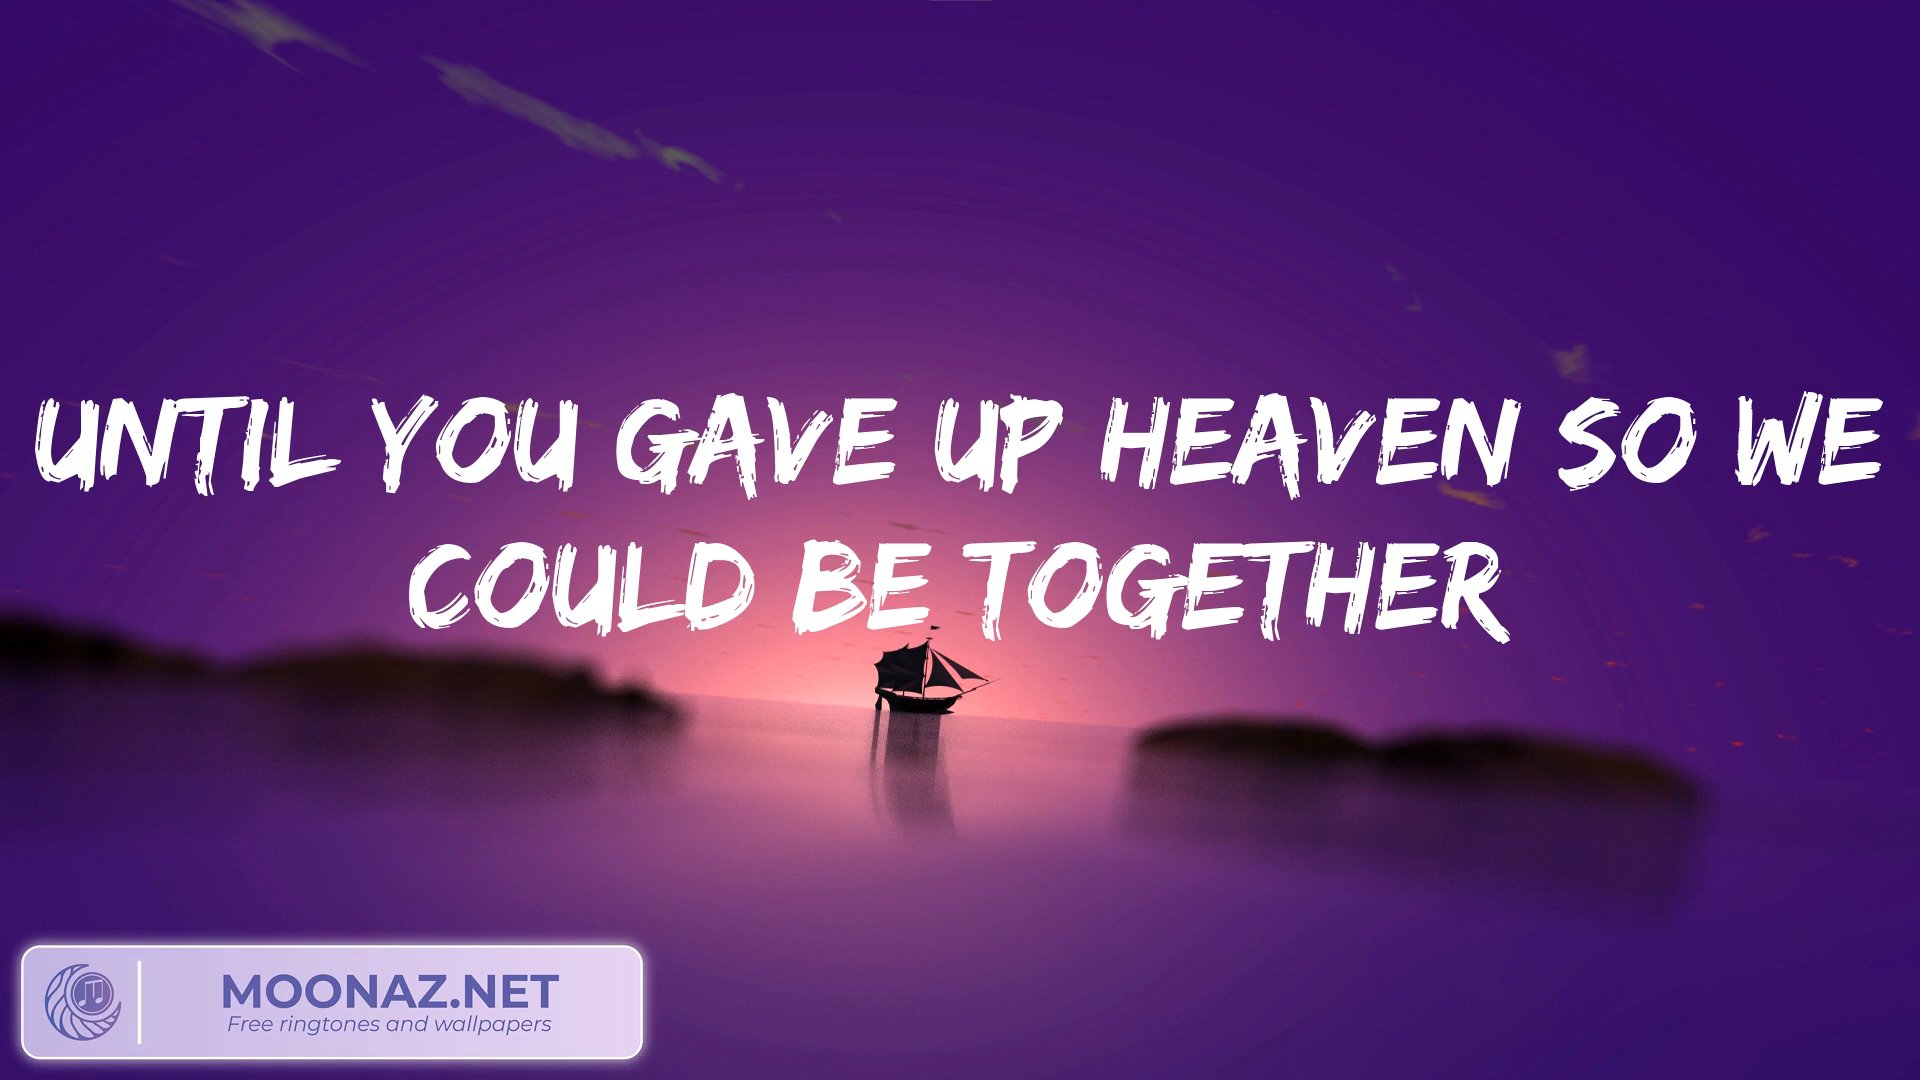 UNTIL YOU GAVE UP HEAVEN SO WE
COULD BE TOGETHER
MOONAZ.NET
Free ringtones and wallpapers